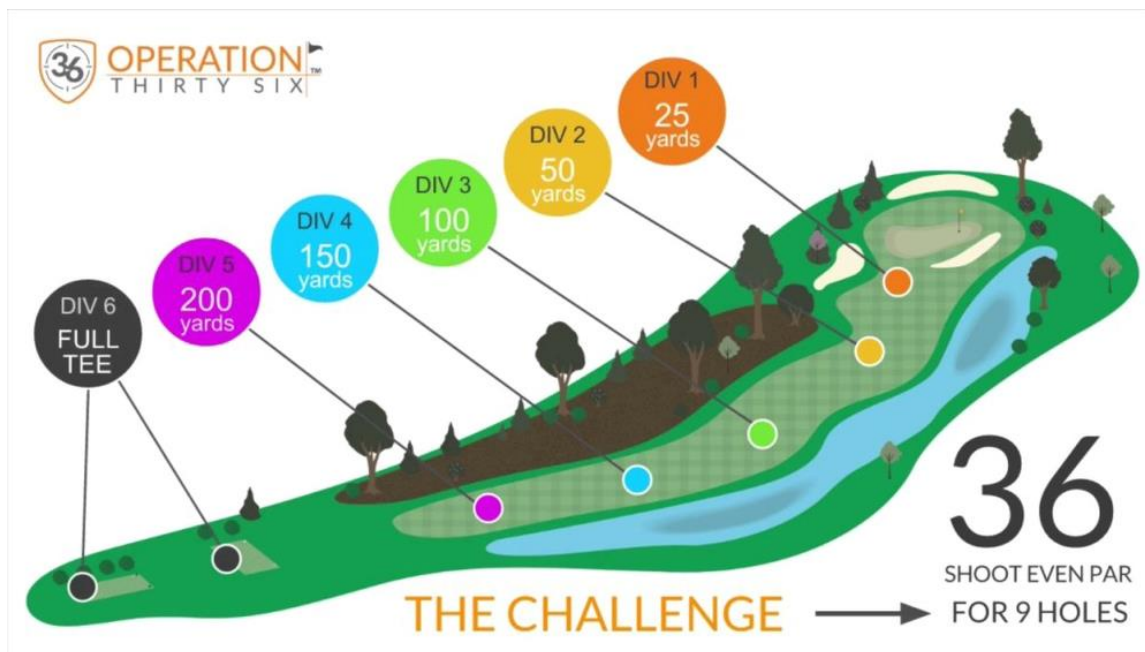 36
OPERATION
THIRTY SIX
™
DIV 1
25
yards
DIV 2
50
yards
DIV 3
100
yards
DIV 4
150
yards
DIV 5
200
yards
DIV 6
FULL
TEE
36
SHOOT EVEN PAR
THE CHALLENGE
FOR 9 HOLES